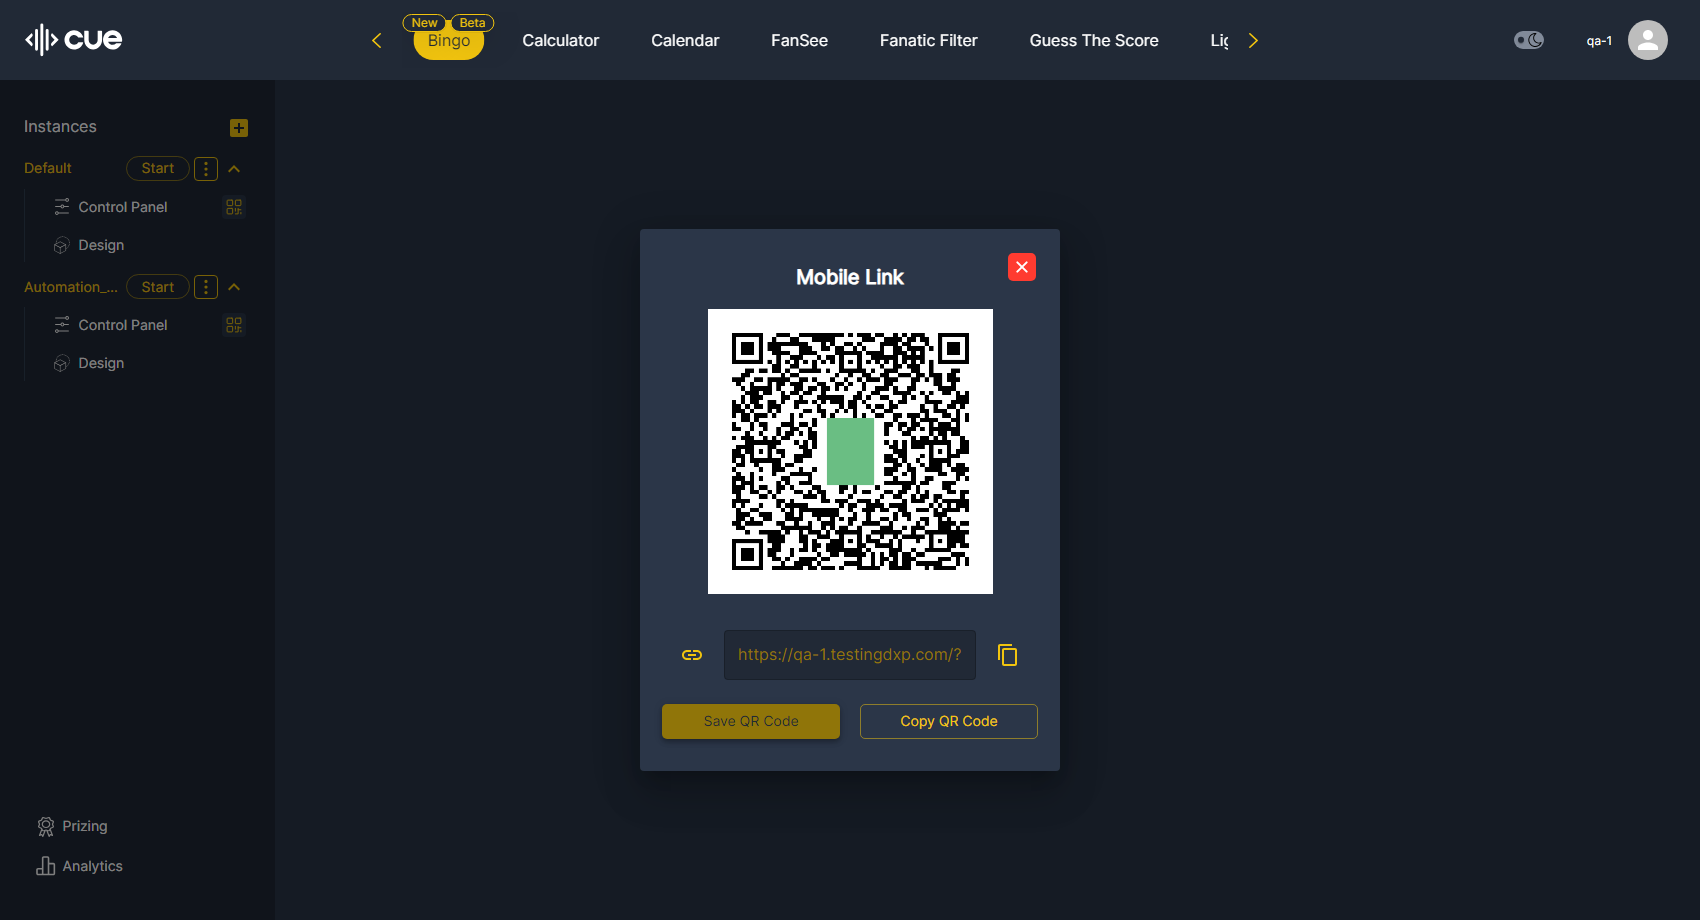 cue
New Beta
Bingo Calculator Calendar FanSee Fanatic Filter Guess The Score
qa-1
Instances
Default Start
Control Panel
Design
Automation_... Start
Control Panel
Design
Prizing
Analytics
Mobile Link
https://qa-1.testingdxp.com/?
Save QR Code Copy QR Code